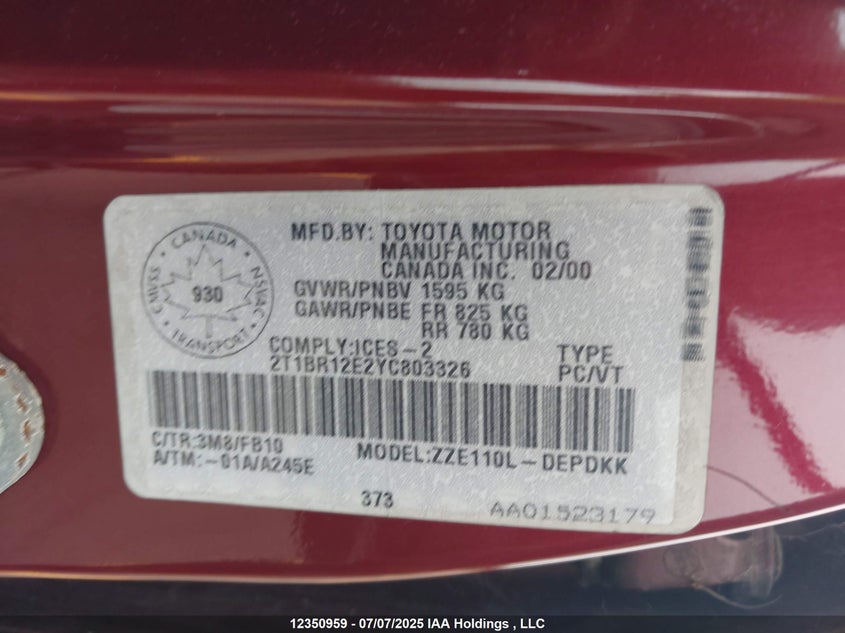 CANADA
CMVSS
NSVAC
930
TRANSPORT
MFD.BY: TOYOTA MOTOR
MANUFACTURING
CANADA INC. 02/00
GVWR/PNBV 1595 KG
GAWR/PNBE FR 825 KG
RR 780 KG
COMPLY:ICES-2
2T1BR12E2YC803326
TYPE
PC/VT
C/TR:3M8/FB10
A/TM:-01A/A245E
MODEL:ZZE110L-DEPDKK
373
AA01523179
12350959 - 07/07/2025 IAA Holdings , LLC